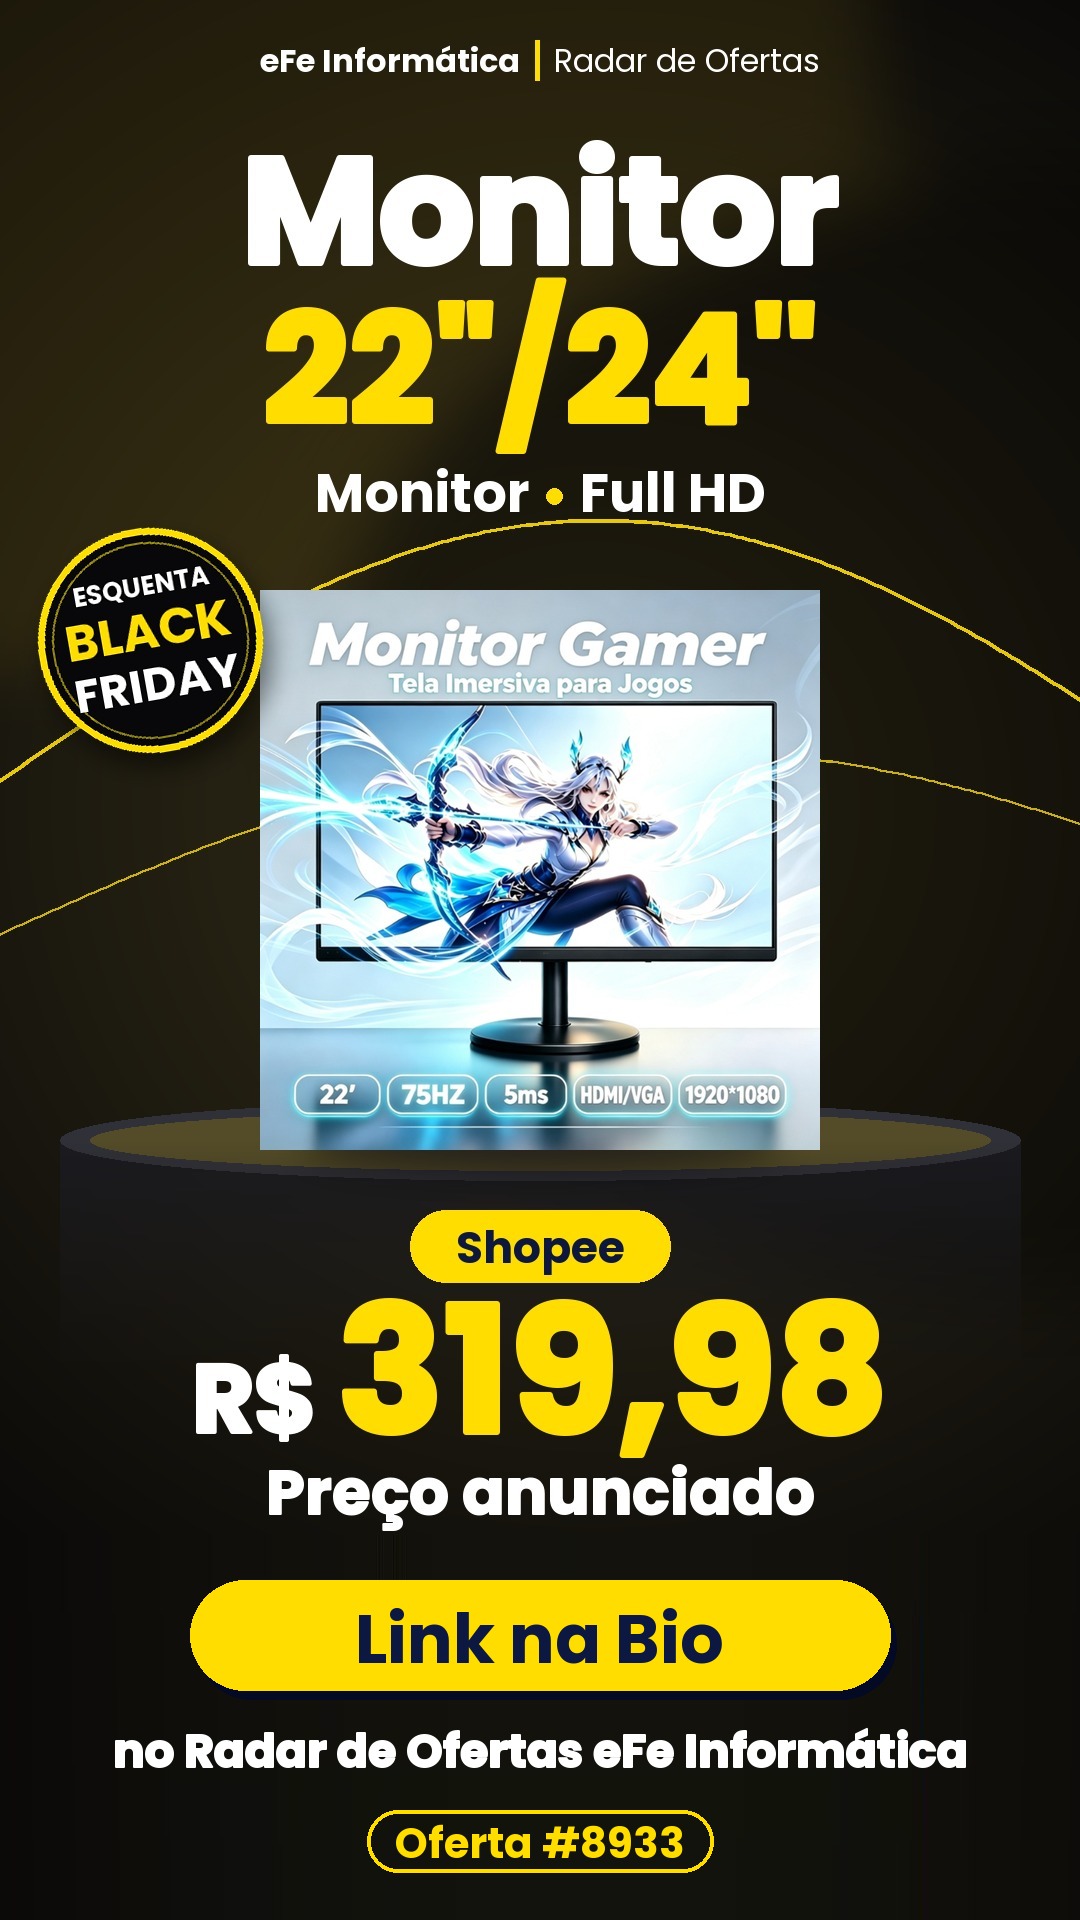 eFe Informática | Radar de Ofertas
Monitor
22"/24"
Monitor • Full HD
ESQUENTA
BLACK
FRIDAY
Monitor Gamer
Tela Imersiva para Jogos
22’ 75HZ 5ms HDMI/VGA 1920*1080
Shopee
R$ 319,98
Preço anunciado
Link na Bio
no Radar de Ofertas eFe Informática
Oferta #8933